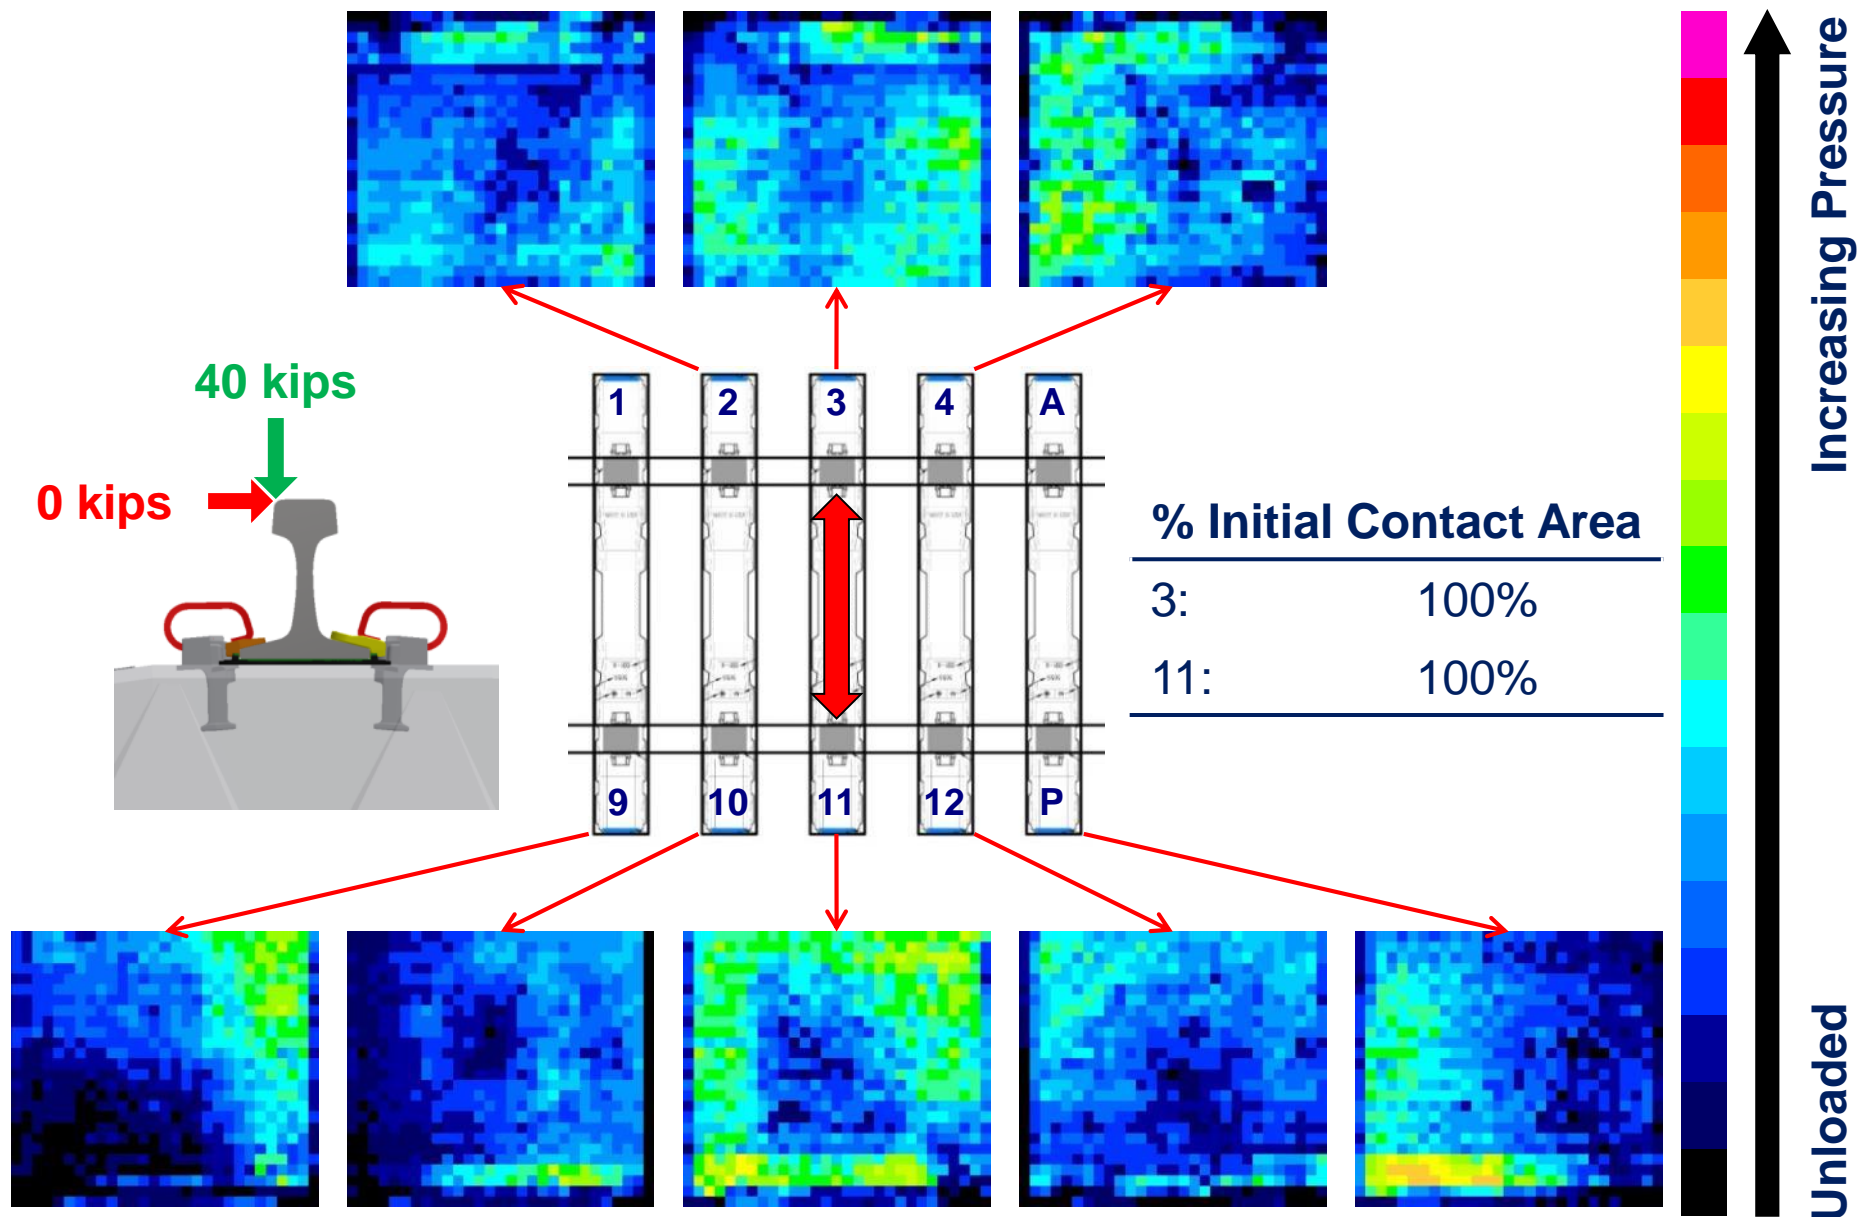 40 kips
0 kips
1 2 3 4 A
9 10 11 12 P
% Initial Contact Area
3: 100%
11: 100%
Increasing Pressure
Unloaded